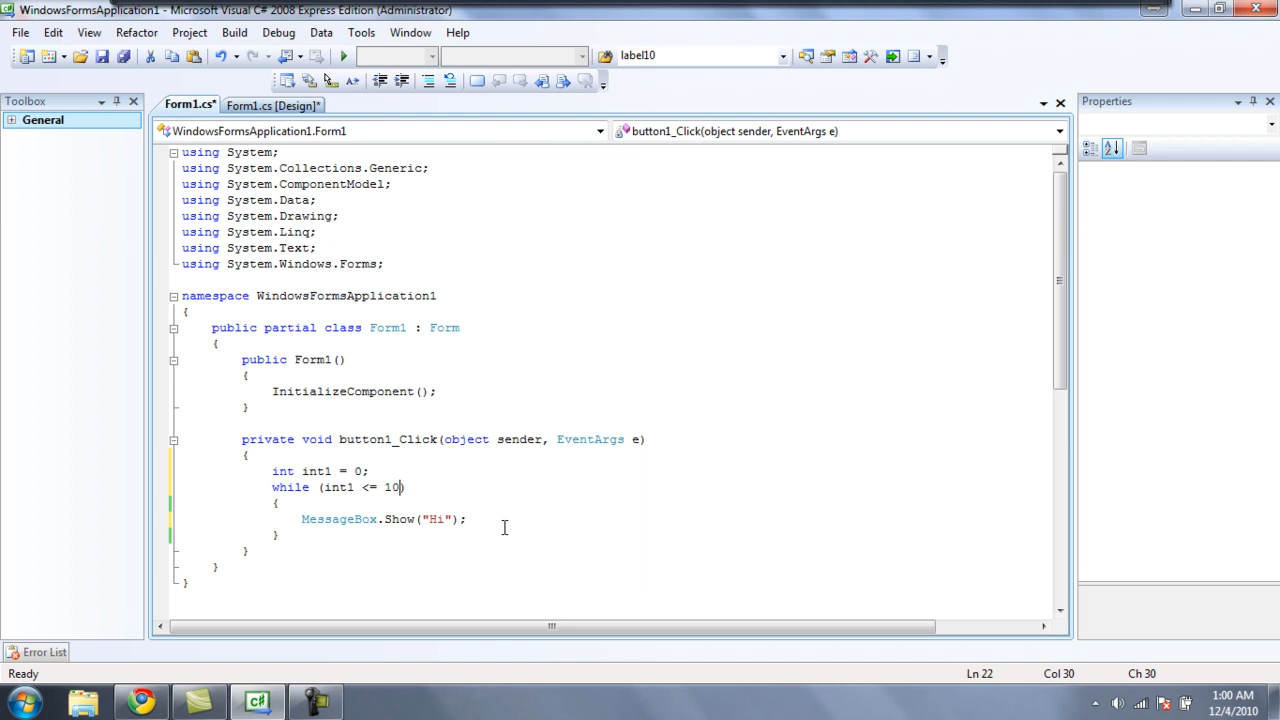 WindowsFormsApplication1 - Microsoft Visual C# 2008 Express Edition (Administrator)
File Edit View Refactor Project Build Debug Data Tools Window Help
label10
Toolbox
General
Form1.cs* Form1.cs [Design]*
Properties
WindowsFormsApplication1.Form1 button1_Click(object sender, EventArgs e)
using System;
using System.Collections.Generic;
using System.ComponentModel;
using System.Data;
using System.Drawing;
using System.Linq;
using System.Text;
using System.Windows.Forms;
namespace WindowsFormsApplication1
{
public partial class Form1 : Form
{
public Form1()
{
InitializeComponent();
}
private void button1_Click(object sender, EventArgs e)
{
int int1 = 0;
while (int1 <= 10)
{
MessageBox.Show("Hi");
}
}
}
}
Error List
Ready Ln 22 Col 30 Ch 30
C#
1:00 AM
12/4/2010